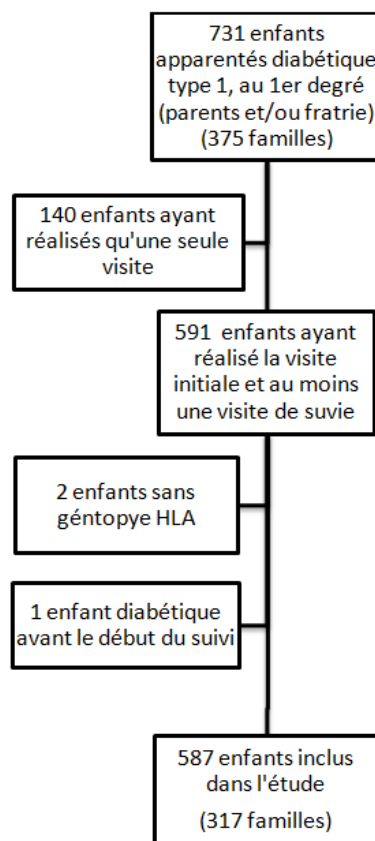 731 enfants
apparentés diabétique
type 1, au 1er degré
(parents et/ou fratrie)
(375 familles)
140 enfants ayant
réalisés qu'une seule
visite
591 enfants ayant
réalisé la visite
initiale et au moins
une visite de suvie
2 enfants sans
géntopye HLA
1 enfant diabétique
avant le début du suivi
587 enfants inclus
dans l'étude
(317 familles)